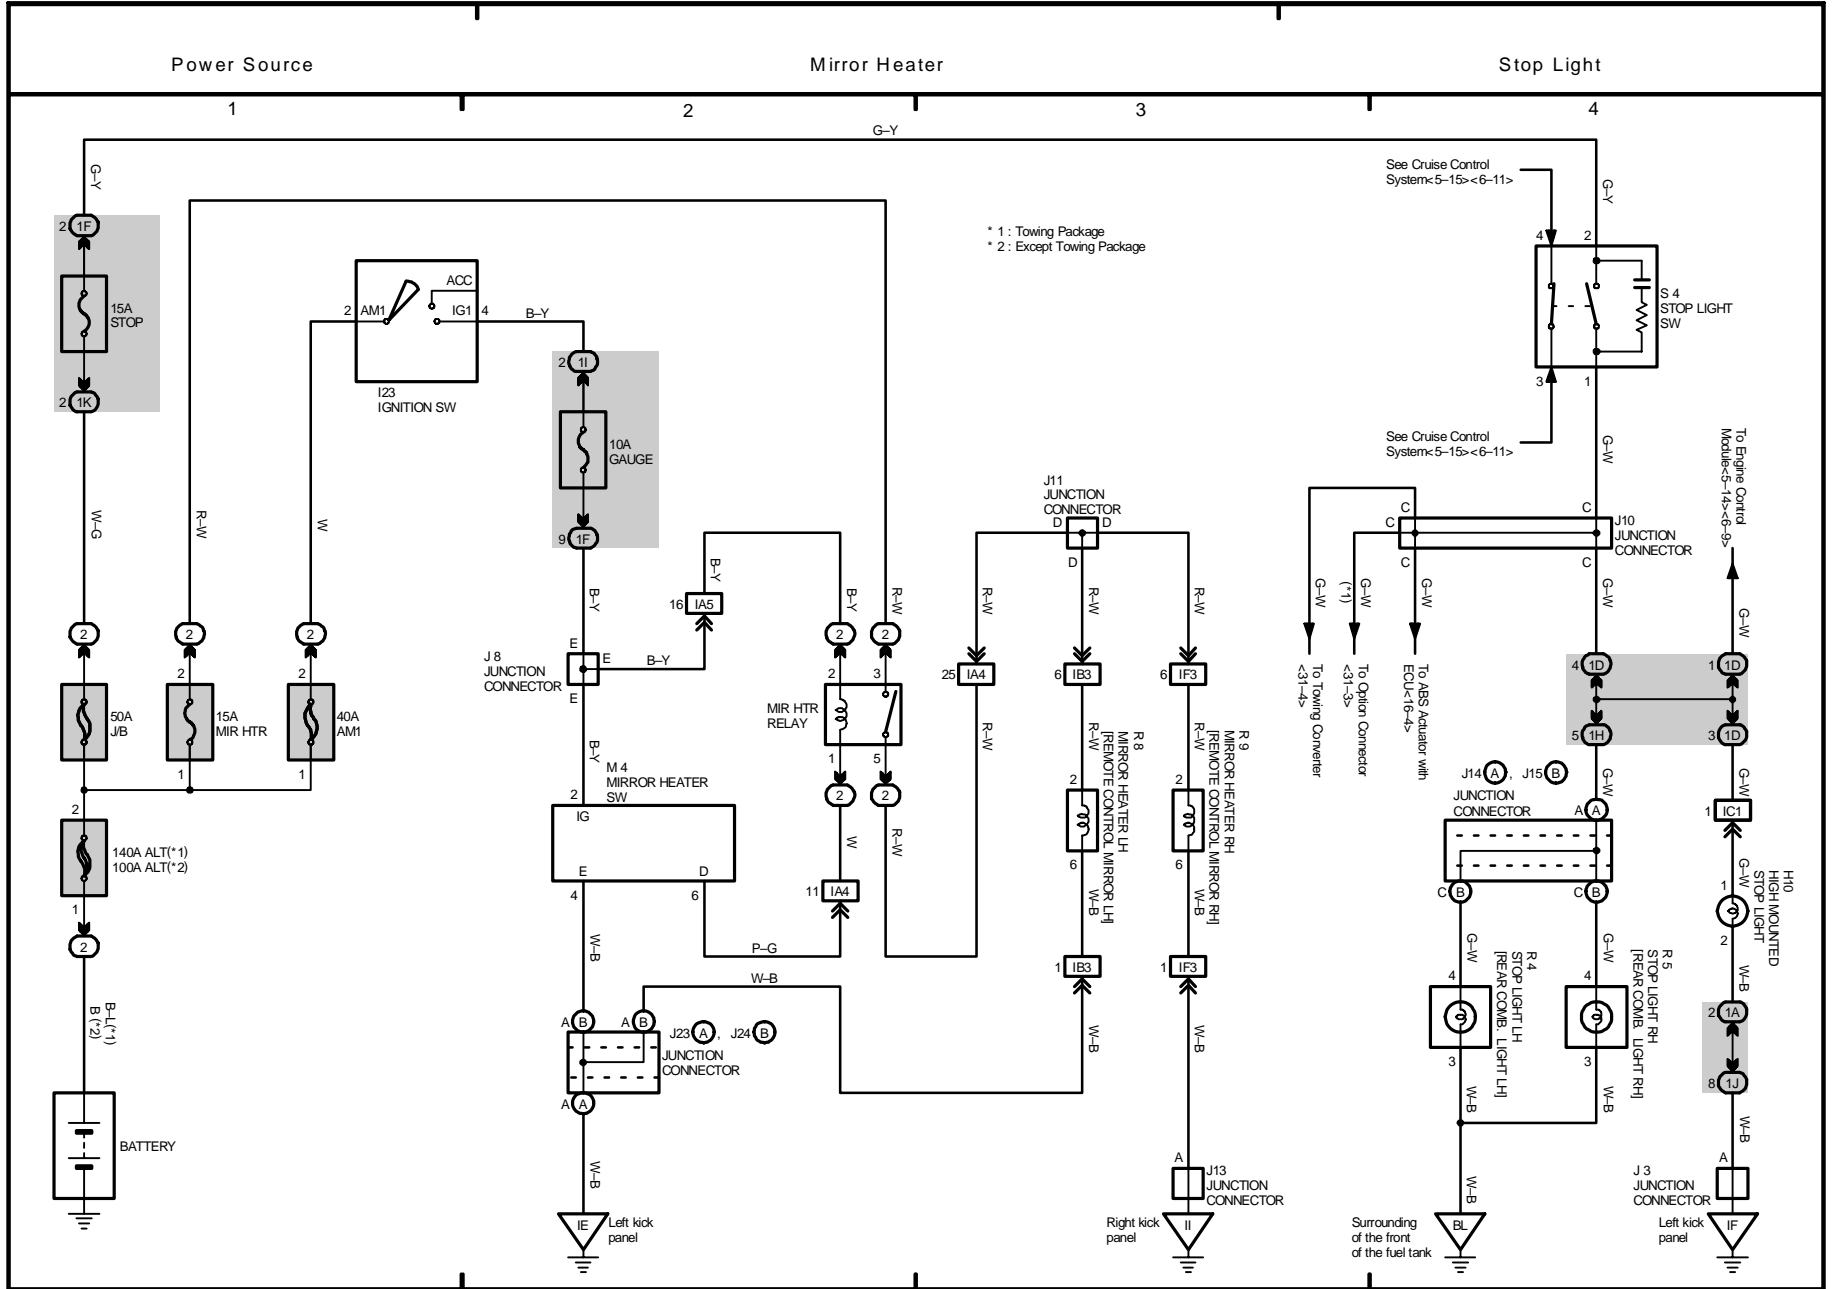 Power Source
Mirror Heater
Stop Light
1
2
3
4
G–Y
G–Y
2 1F
15A
STOP
2 1K
W–G
R–W
W
2
2
2
2
2
2
50A
J/B
15A
MIR HTR
40A
AM1
1
1
2
140A ALT(*1)
100A ALT(*2)
1
2
B–L(*1)
B (*2)
BATTERY
ACC
2 AM1
IG1 4
I23
IGNITION SW
B–Y
2 1I
10A
GAUGE
9 1F
B–Y
J 8
JUNCTION
CONNECTOR
E
E
E
B–Y
16 IA5
B–Y
B–Y
R–W
2
2
2
3
MIR HTR
RELAY
1
5
2
2
W
R–W
11 IA4
B–Y
M 4
MIRROR HEATER
SW
2
IG
E
D
4
6
P–G
W–B
W–B
A B
A B
J23 A , J24 B
JUNCTION
CONNECTOR
A A
W–B
IE
Left kick
panel
* 1 : Towing Package
* 2 : Except Towing Package
J11
JUNCTION
CONNECTOR
D
D
D
R–W
R–W
R–W
25 IA4
6 IB3
6 IF3
R–W
R–W
R–W
R 8
MIRROR HEATER LH
[REMOTE CONTROL MIRROR LH]
R 9
MIRROR HEATER RH
[REMOTE CONTROL MIRROR RH]
2
2
6
6
W–B
W–B
1 IB3
1 IF3
W–B
W–B
A
J13
JUNCTION
CONNECTOR
II
Right kick
panel
See Cruise Control
System<5–15><6–11>
G–Y
4
2
S 4
STOP LIGHT
SW
3
1
See Cruise Control
System<5–15><6–11>
G–W
To Engine Control
Module<5–14><6–9>
C
C
C
C
C
J10
JUNCTION
CONNECTOR
G–W
G–W
(*1)
G–W
G–W
G–W
To Towing Converter
<31–4>
To Option Connector
<31–3>
To ABS Actuator with
ECU<16–4>
4 1D
1 1D
5 1H
3 1D
J14 A , J15 B
JUNCTION
CONNECTOR
G–W
G–W
A A
1 IC1
C B
C B
G–W
G–W
G–W
1
H10
HIGH MOUNTED
STOP LIGHT
2
R 4
STOP LIGHT LH
[REAR COMB. LIGHT LH]
R 5
STOP LIGHT RH
[REAR COMB. LIGHT RH]
4
4
3
3
W–B
W–B
W–B
2 1A
8 1J
W–B
W–B
A
J 3
JUNCTION
CONNECTOR
BL
Surrounding
of the front
of the fuel tank
IF
Left kick
panel